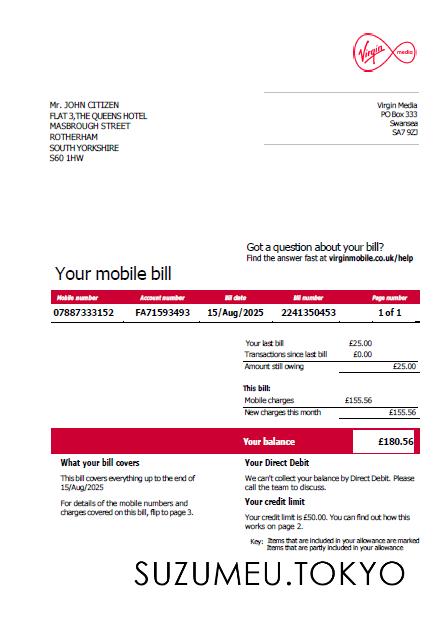 Virgin media
Mr. JOHN CITIZEN
FLAT 3,THE QUEENS HOTEL
MASBROUGH STREET
ROTHERHAM
SOUTH YORKSHIRE
S60 1HW
Virgin Media
PO Box 333
Swansea
SA7 9ZJ
Got a question about your bill?
Find the answer fast at virginmobile.co.uk/help
Your mobile bill
Mobile number Account number Bill date Bill number Page number
07887333152 FA71593493 15/Aug/2025 2241350453 1 of 1
Your last bill £25.00
Transactions since last bill £0.00
Amount still owing £25.00
This bill:
Mobile charges £155.56
New charges this month £155.56
Your balance £180.56
What your bill covers
This bill covers everything up to the end of
15/Aug/2025
For details of the mobile numbers and
charges covered on this bill, flip to page 3.
Your Direct Debit
We can't collect your balance by Direct Debit. Please
call the team to discuss.
Your credit limit
Your credit limit is £50.00. You can find out how this
works on page 2.
Key: Items that are included in your allowance are marked
Items that are partly included in your allowance
SUZUMEU.TOKYO